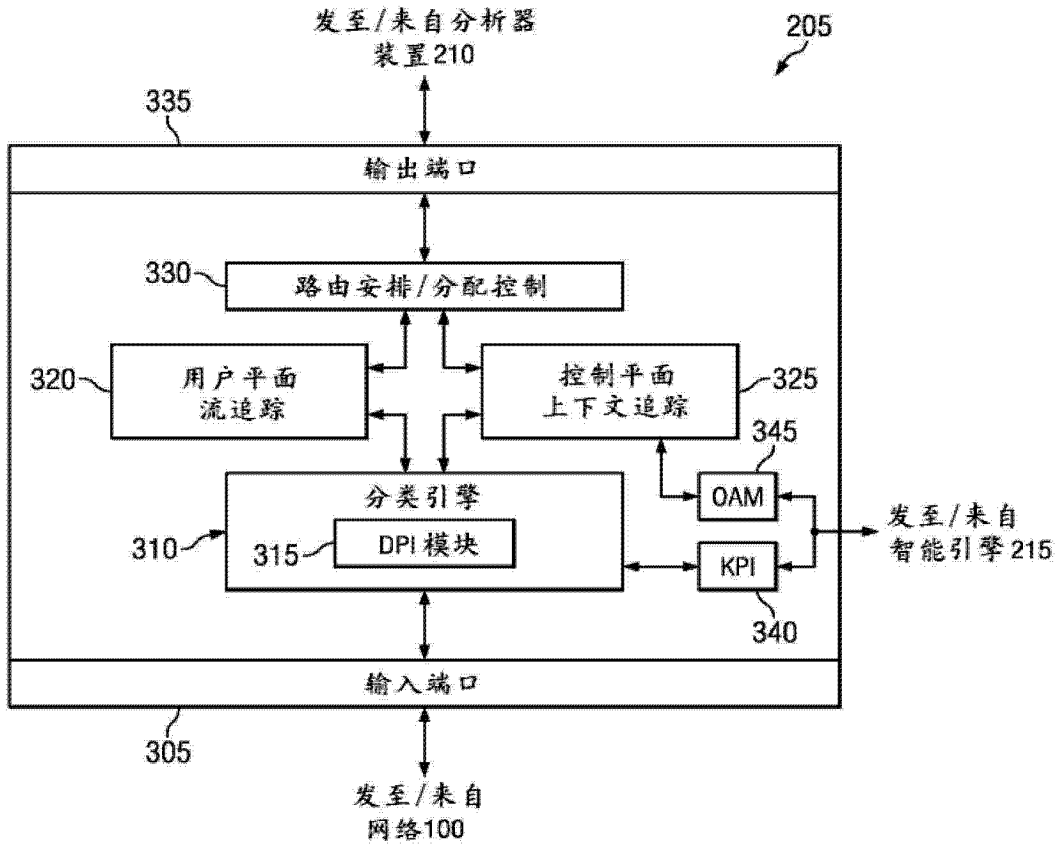 发至/来自分析器
装置210
205
335
输出端口
330
路由安排/分配控制
320
用户平面
流追踪
控制平面
上下文追踪
325
345
分类引擎
OAM
310
315
DPI模块
发至/来自
智能引擎215
KPI
340
输入端口
305
发至/来自
网络100